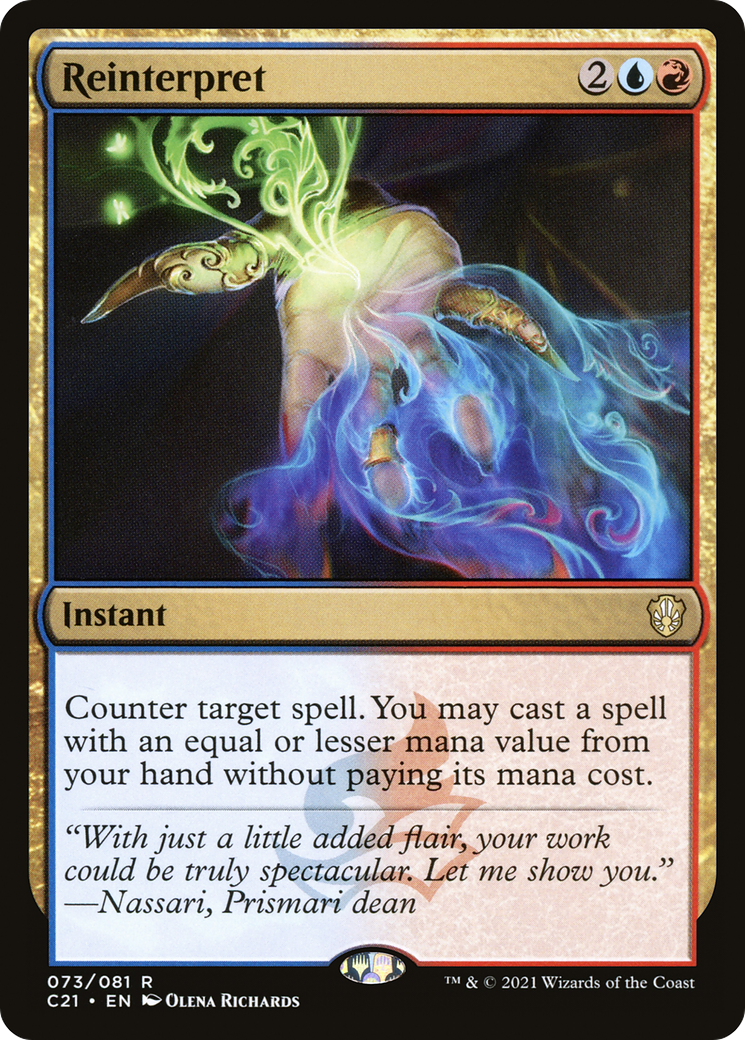 Reinterpret 2
Instant
Counter target spell. You may cast a spell
with an equal or lesser mana value from
your hand without paying its mana cost.
“With just a little added flair, your work
could be truly spectacular. Let me show you.”
—Nassari, Prismari dean
073/081 R
C21 • EN Olena Richards
™ & © 2021 Wizards of the Coast